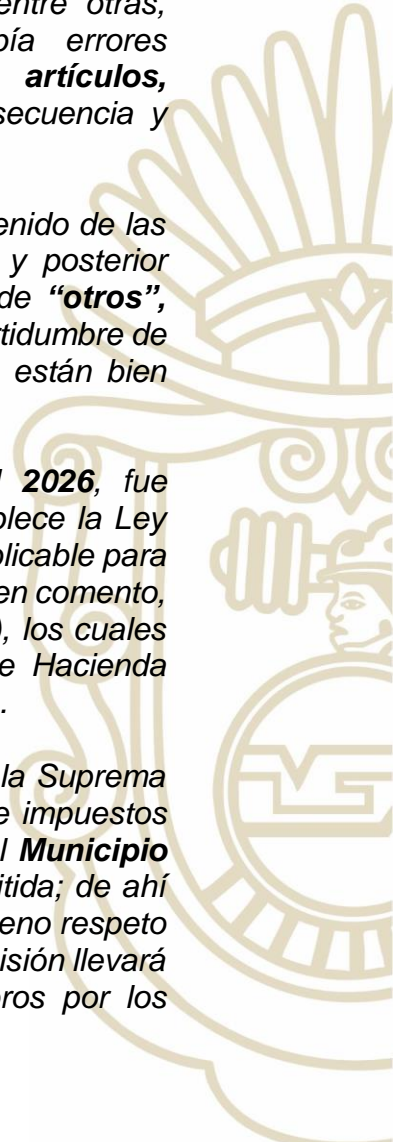 entre otras,
bía errores
artículos,
secuencia y
enido de las
y posterior
de “otros”,
rtidumbre de
están bien
2026, fue
blece la Ley
plicable para
en comento,
), los cuales
e Hacienda
.
la Suprema
e impuestos
l Municipio
itida; de ahí
eno respeto
isión llevará
ros por los